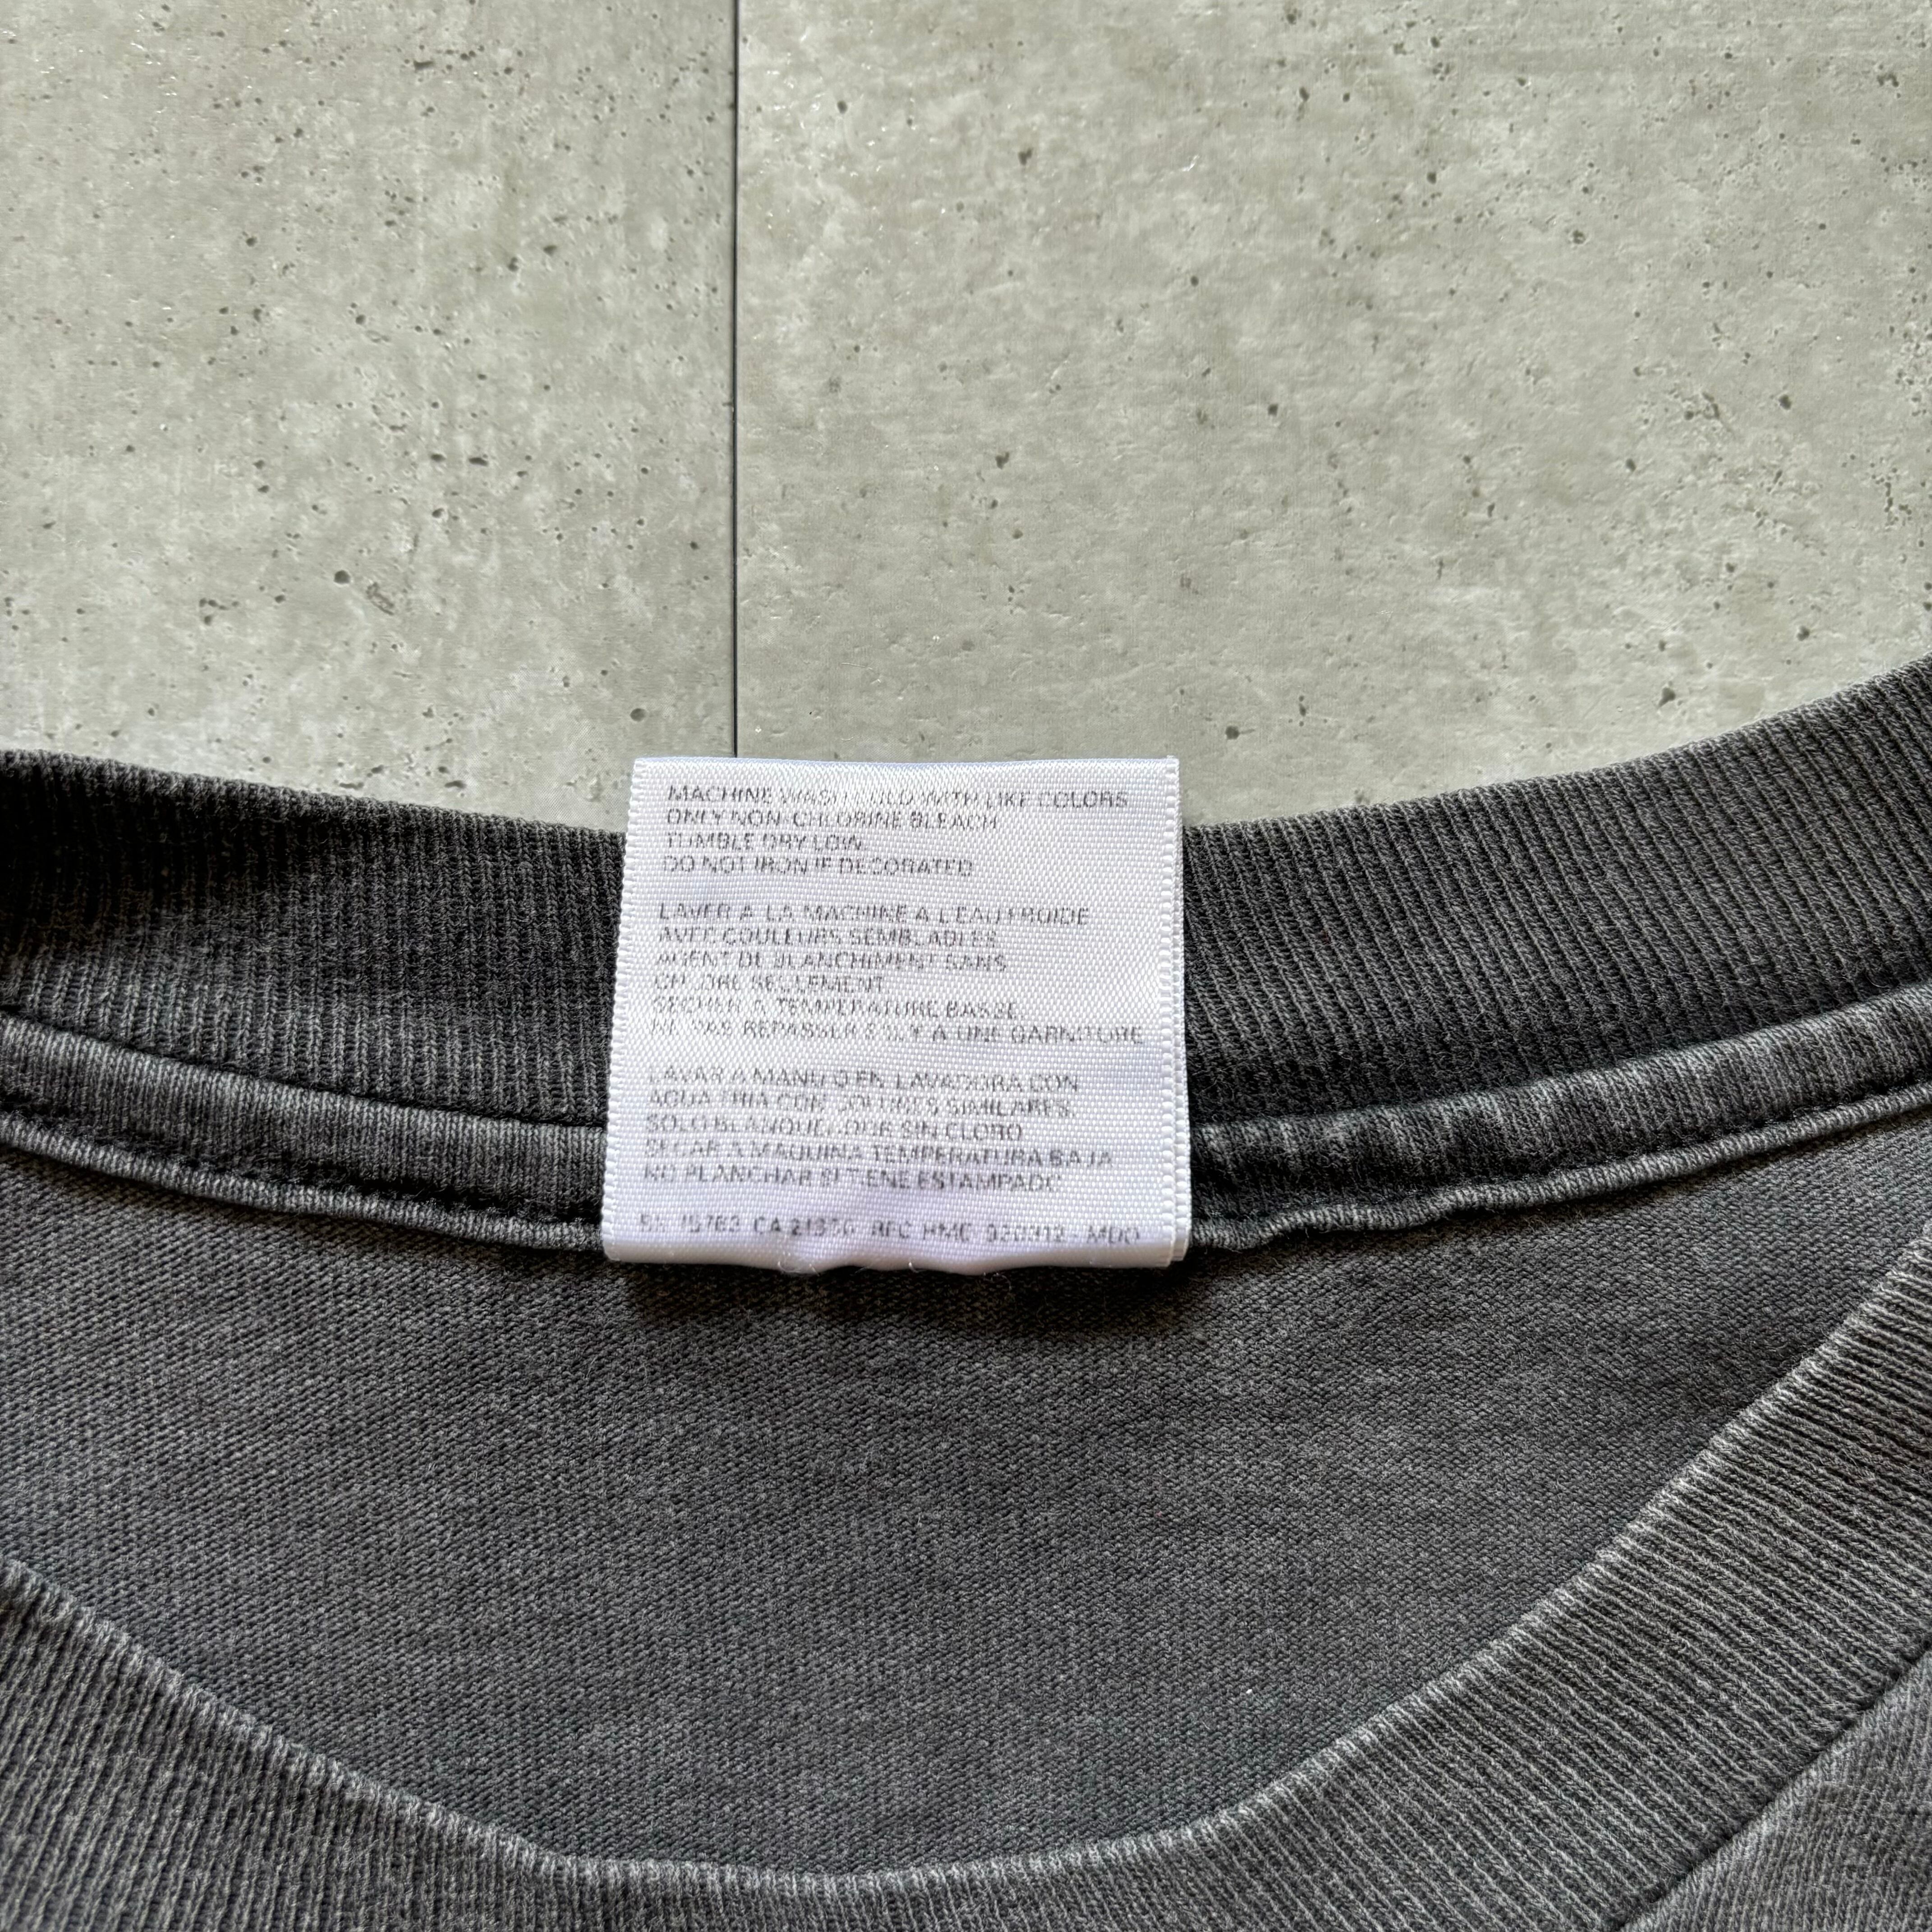 MACHINE WASH COLD WITH LIKE COLORS
ONLY NON-CHLORINE BLEACH
TUMBLE DRY LOW
DO NOT IRON IF DECORATED
LAVER A LA MACHINE A L'EAU FROIDE
AVEC COULEURS SEMBLABLES
AGENT DE BLANCHIMENT SANS
CHLORE SEULEMENT
SECHER A TEMPERATURE BASSE
NE PAS REPASSER S'IL Y A UNE GARNITURE
LAVAR A MANO O EN LAVADORA CON
AGUA FRIA CON COLORES SIMILARES.
SOLO BLANQUEADOR SIN CLORO
SECAR A MAQUINA TEMPERATURA BAJA
NO PLANCHAR SI TIENE ESTAMPADO
CA